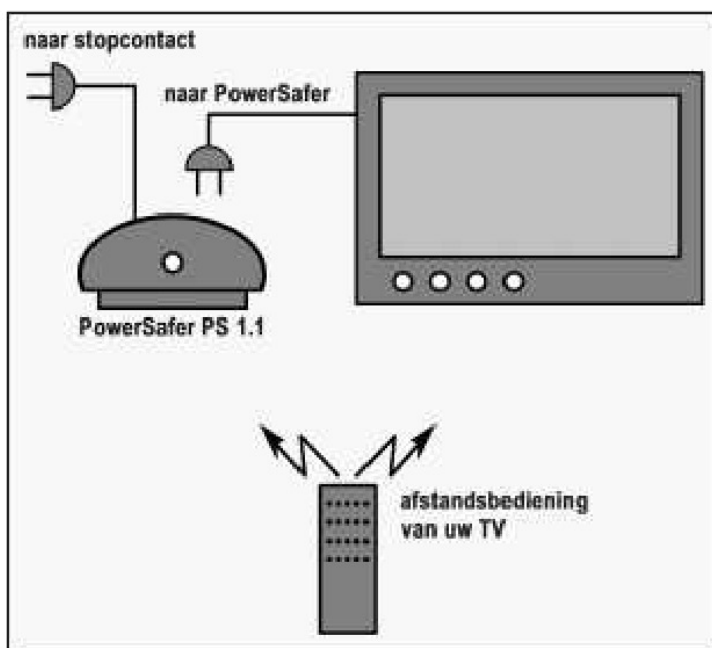 naar stopcontact
naar PowerSafer
PowerSafer PS 1.1
afstandsbediening
van uw TV